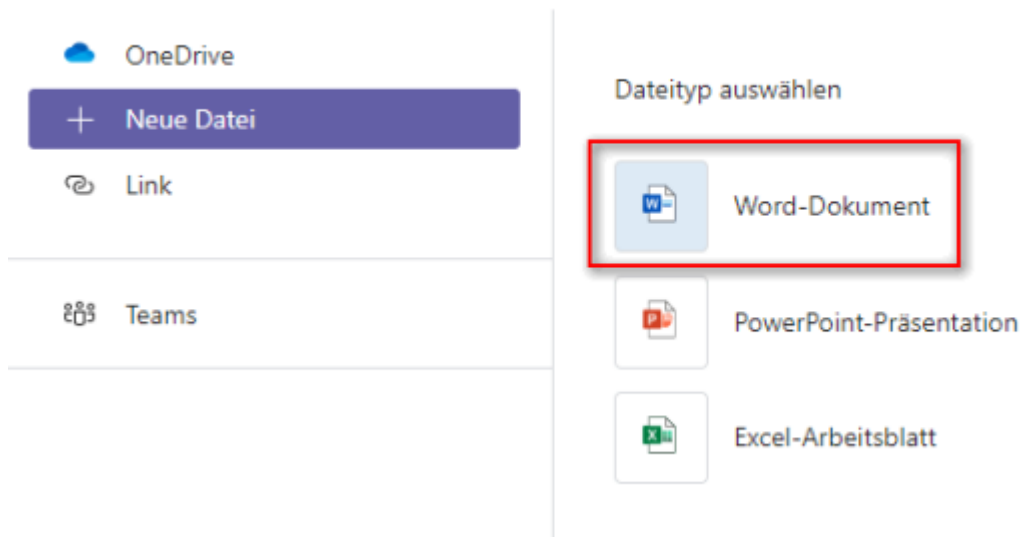 OneDrive
Neue Datei
Link
Teams
Dateityp auswählen
Word-Dokument
PowerPoint-Präsentation
Excel-Arbeitsblatt